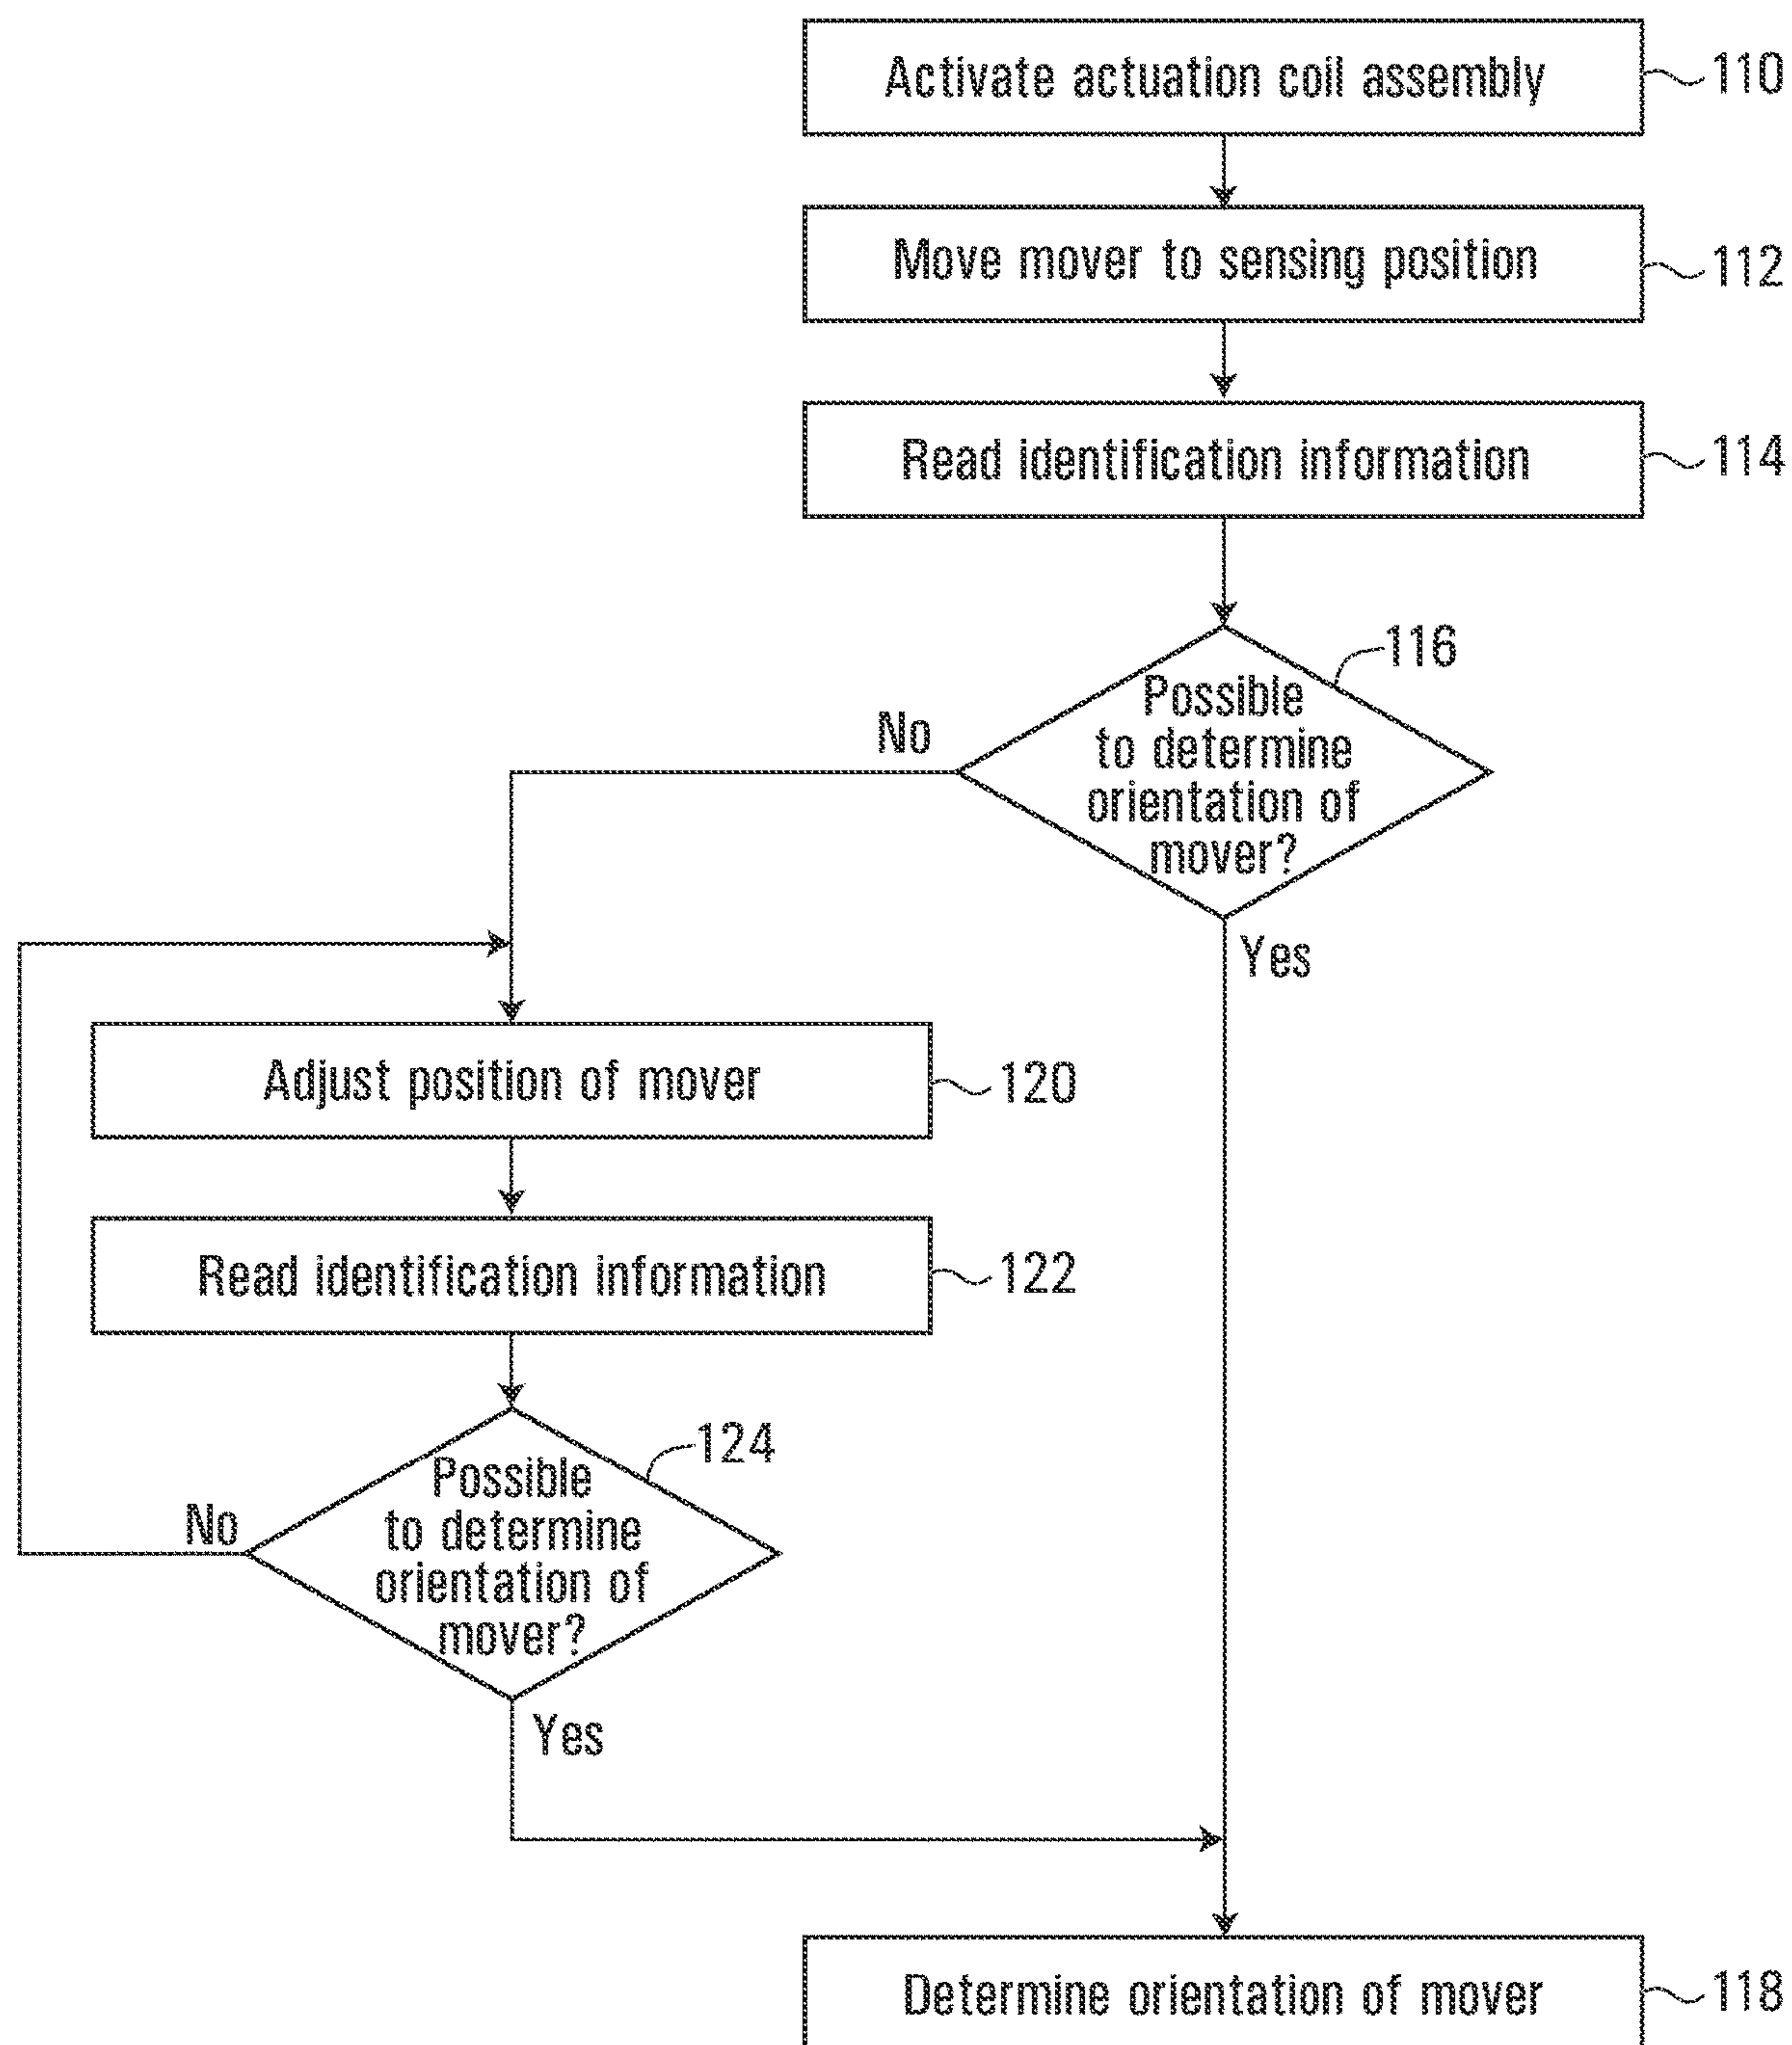 Activate actuation coil assembly
110
Move mover to sensing position
112
Read identification information
114
116
Possible
to determine
orientation of
mover?
No
Yes
Adjust position of mover
120
Read identification information
122
124
Possible
to determine
orientation of
mover?
No
Yes
Determine orientation of mover
118